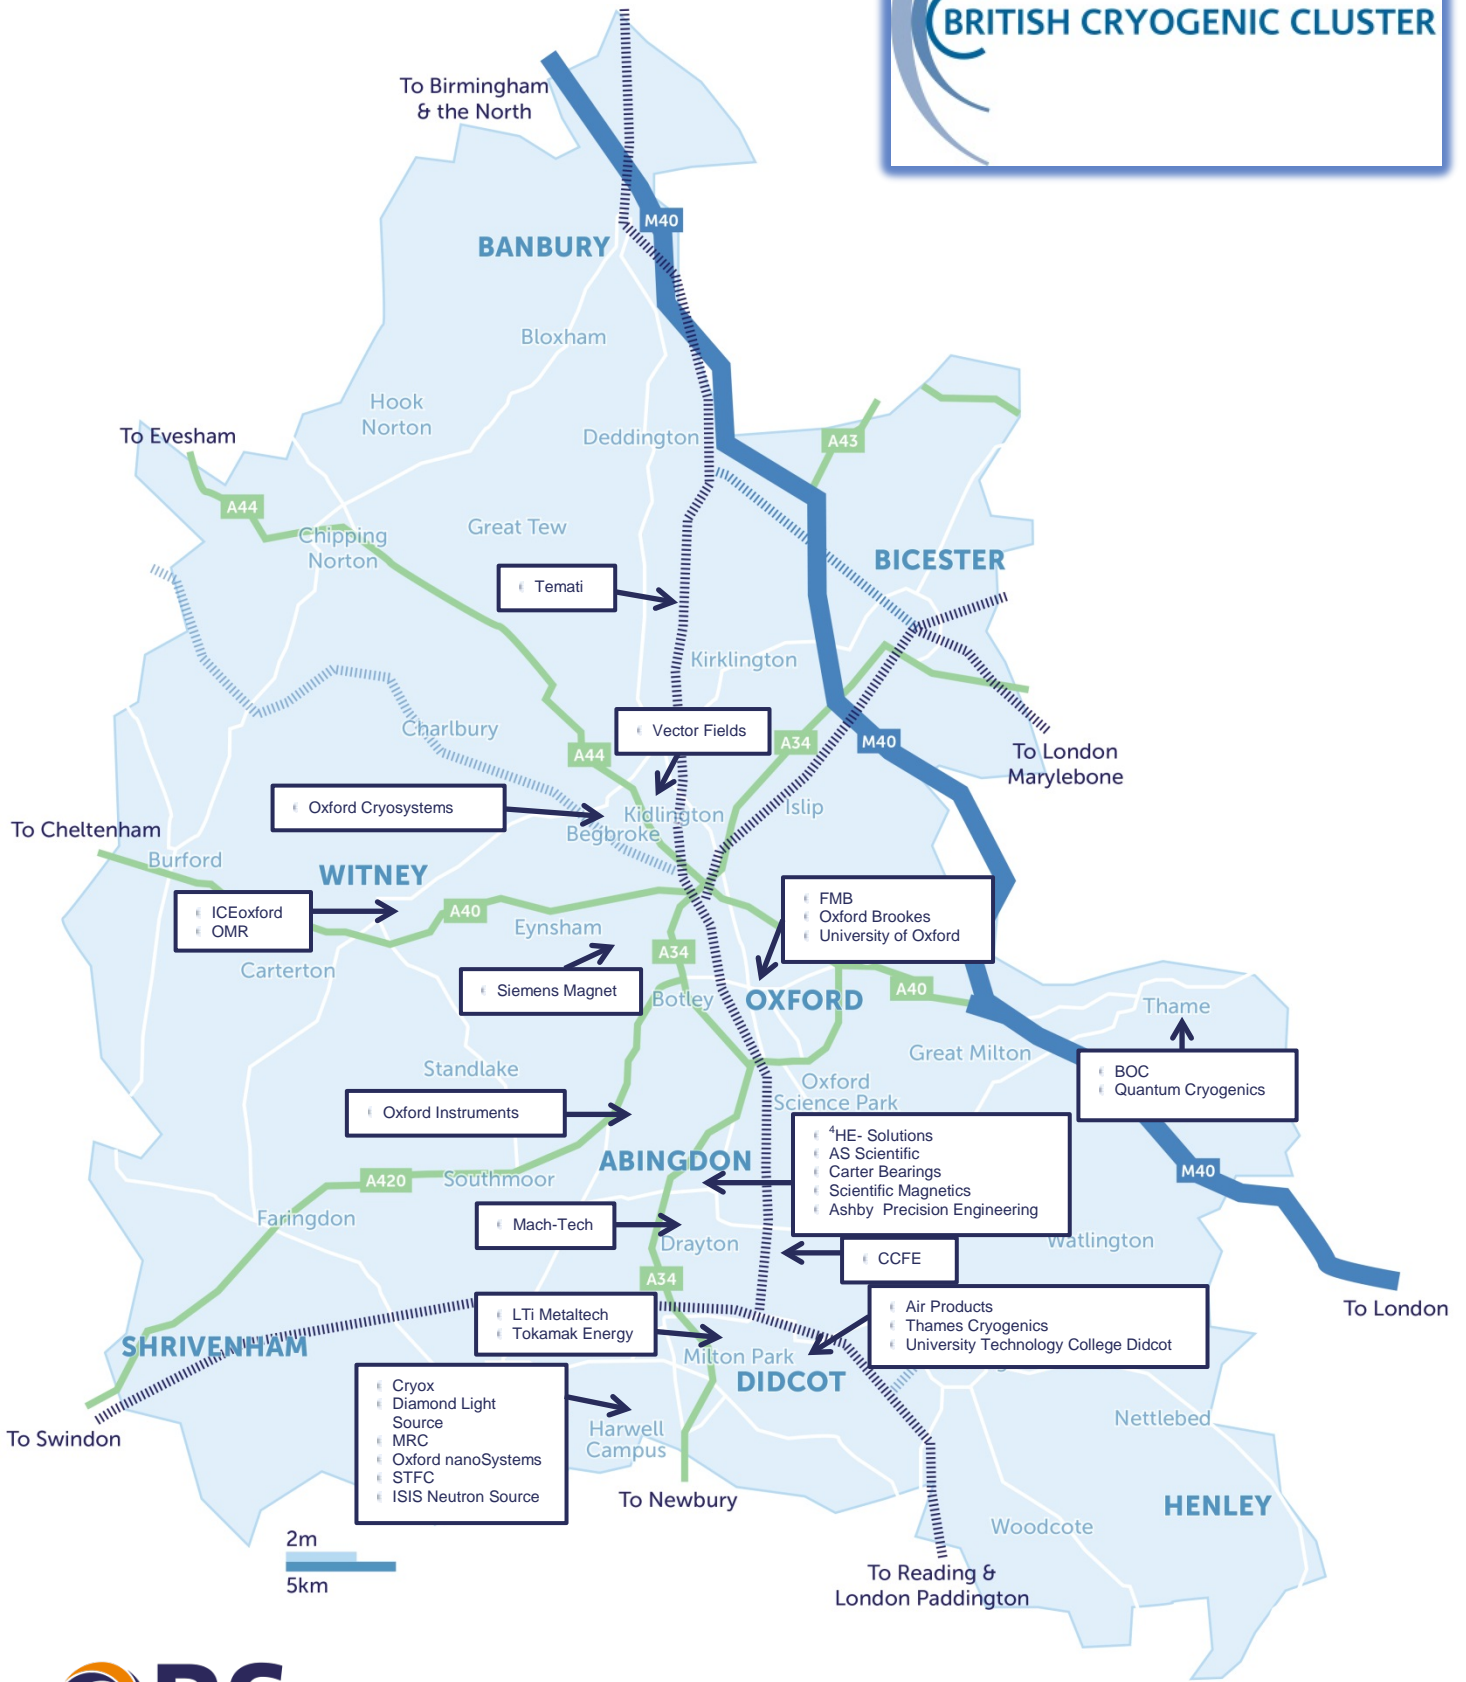 BRITISH CRYOGENIC CLUSTER
To Birmingham
& the North
M40
BANBURY
Bloxham
Hook
Norton
To Evesham
Deddington
A43
A44
Chipping
Norton
Great Tew
BICESTER
Temati
Kirklington
Charlbury
Vector Fields
A44
A34
M40
To London
Marylebone
Oxford Cryosystems
Kidlington
Islip
Begbroke
To Cheltenham
Burford
WITNEY
ICEoxford
OMR
A40
Eynsham
FMB
Oxford Brookes
University of Oxford
A34
Carterton
Siemens Magnet
Botley
OXFORD
A40
Thame
Great Milton
BOC
Quantum Cryogenics
Standlake
Oxford
Science Park
Oxford Instruments
4HE- Solutions
AS Scientific
Carter Bearings
Scientific Magnetics
Ashby  Precision Engineering
ABINGDON
M40
A420
Southmoor
Faringdon
Mach-Tech
Drayton
Watlington
CCFE
A34
To London
LTi Metaltech
Tokamak Energy
Air Products
Thames Cryogenics
University Technology College Didcot
SHRIVENHAM
Milton Park
DIDCOT
Cryox
Diamond Light
Source
MRC
Oxford nanoSystems
STFC
ISIS Neutron Source
Harwell
Campus
Nettlebed
To Swindon
To Newbury
HENLEY
Woodcote
2m
5km
To Reading &
London Paddington